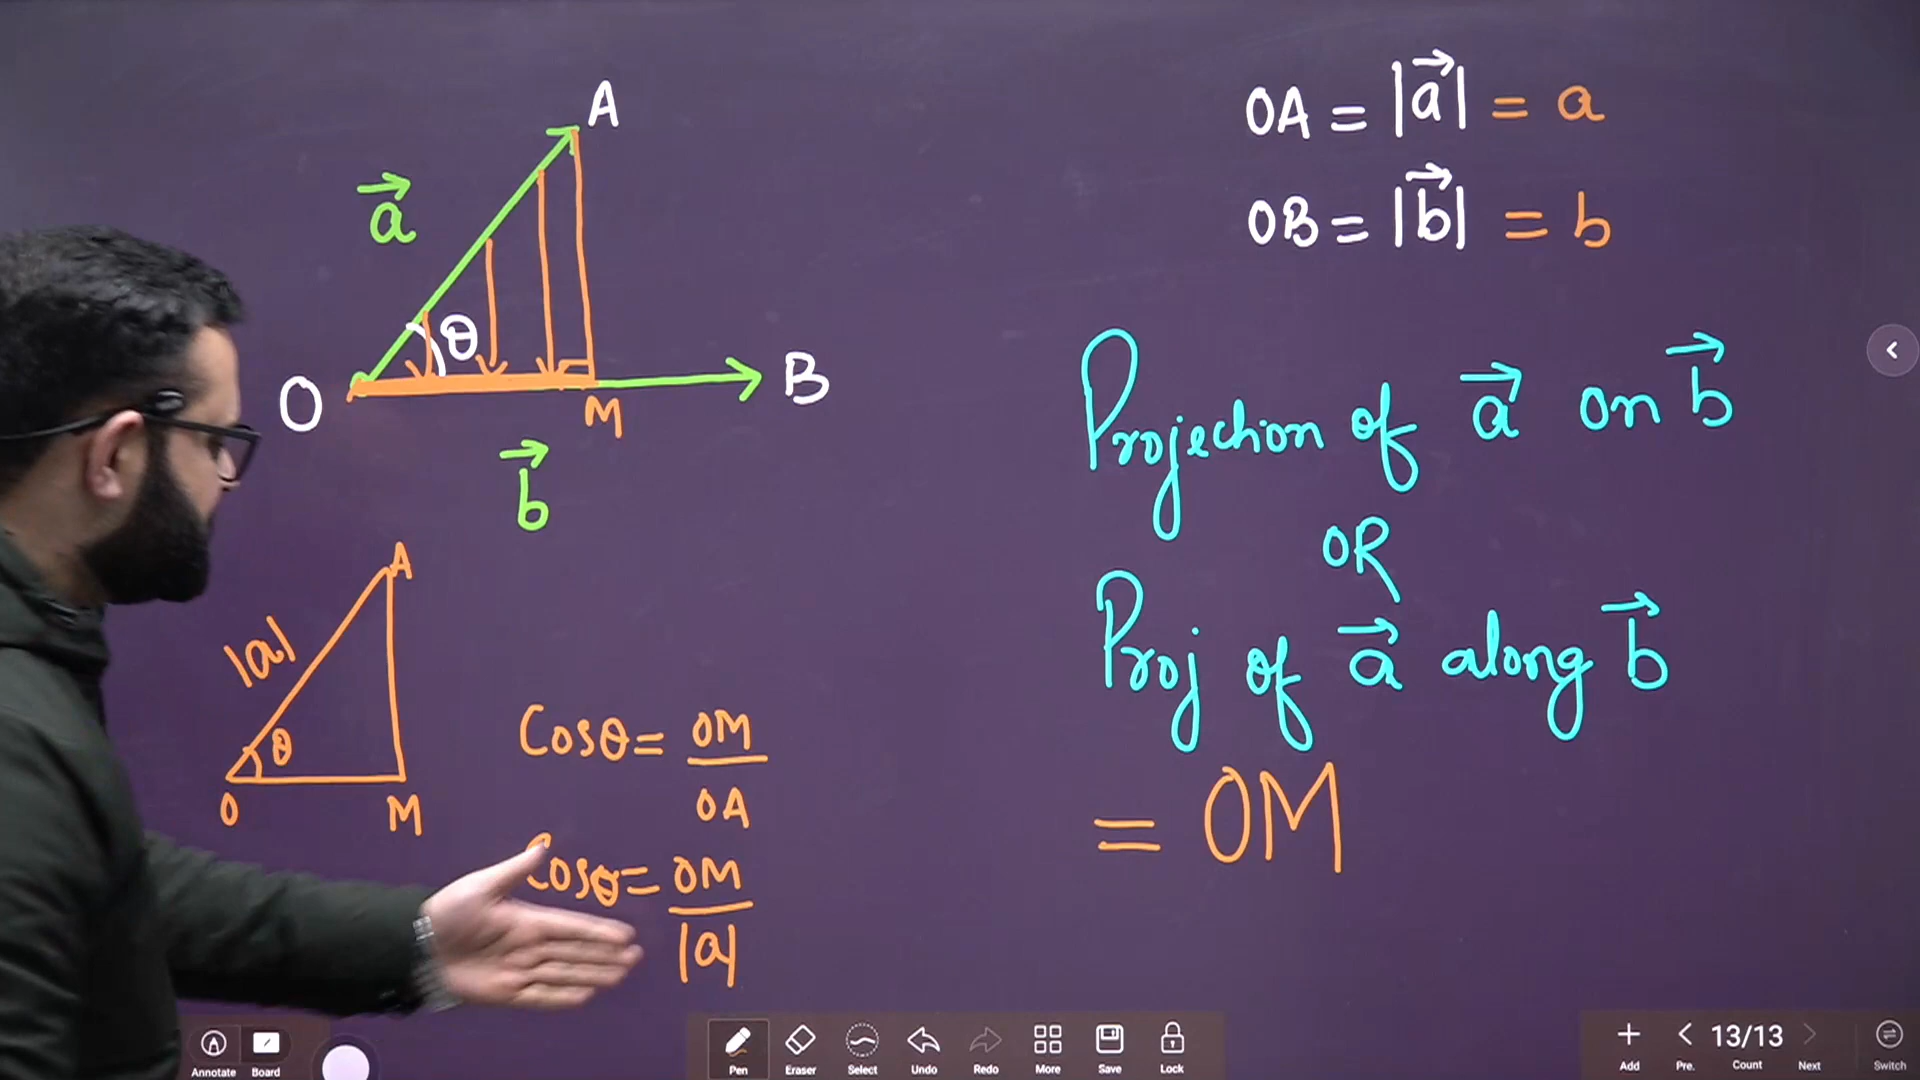 A
a
θ
O
M
B
b
A
|a|
θ
O
M
Cosθ = OM
OA
Cosθ = OM
|a|
OA = |a| = a
OB = |b| = b
Projection of a on b
OR
Proj of a along b
= OM
Annotate Board
Pen Eraser Select Undo Redo More Save Lock
13/13
Add Pre. Count Next Switch